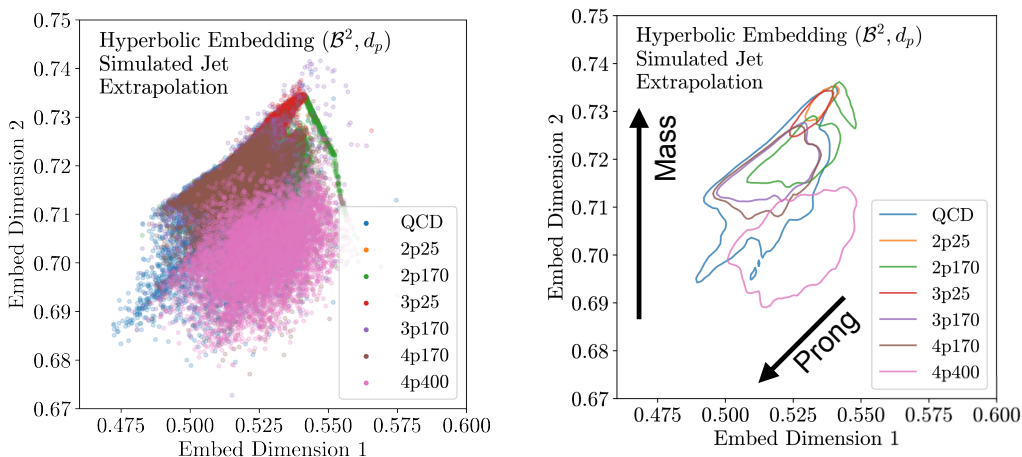 0.75
0.74
0.73
0.72
0.71
0.70
0.69
0.68
0.67
Embed Dimension 2
Hyperbolic Embedding (ℬ², dₚ)
Simulated Jet
Extrapolation
QCD
2p25
2p170
3p25
3p170
4p170
4p400
0.475 0.500 0.525 0.550 0.575 0.600
Embed Dimension 1
0.75
0.74
0.73
0.72
0.71
0.70
0.69
0.68
0.67
Embed Dimension 2
Hyperbolic Embedding (ℬ², dₚ)
Simulated Jet
Extrapolation
Mass
Prong
QCD
2p25
2p170
3p25
3p170
4p170
4p400
0.475 0.500 0.525 0.550 0.575 0.600
Embed Dimension 1